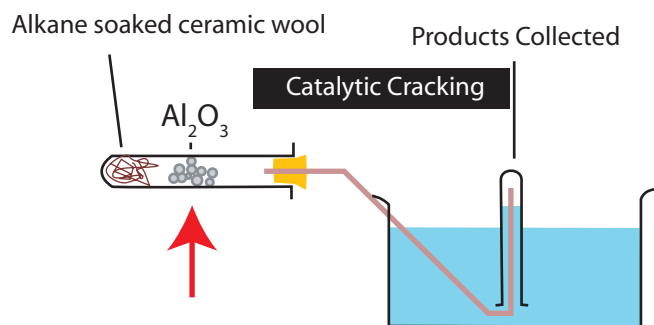 Alkane soaked ceramic wool
Products Collected
Catalytic Cracking
Al₂O₃